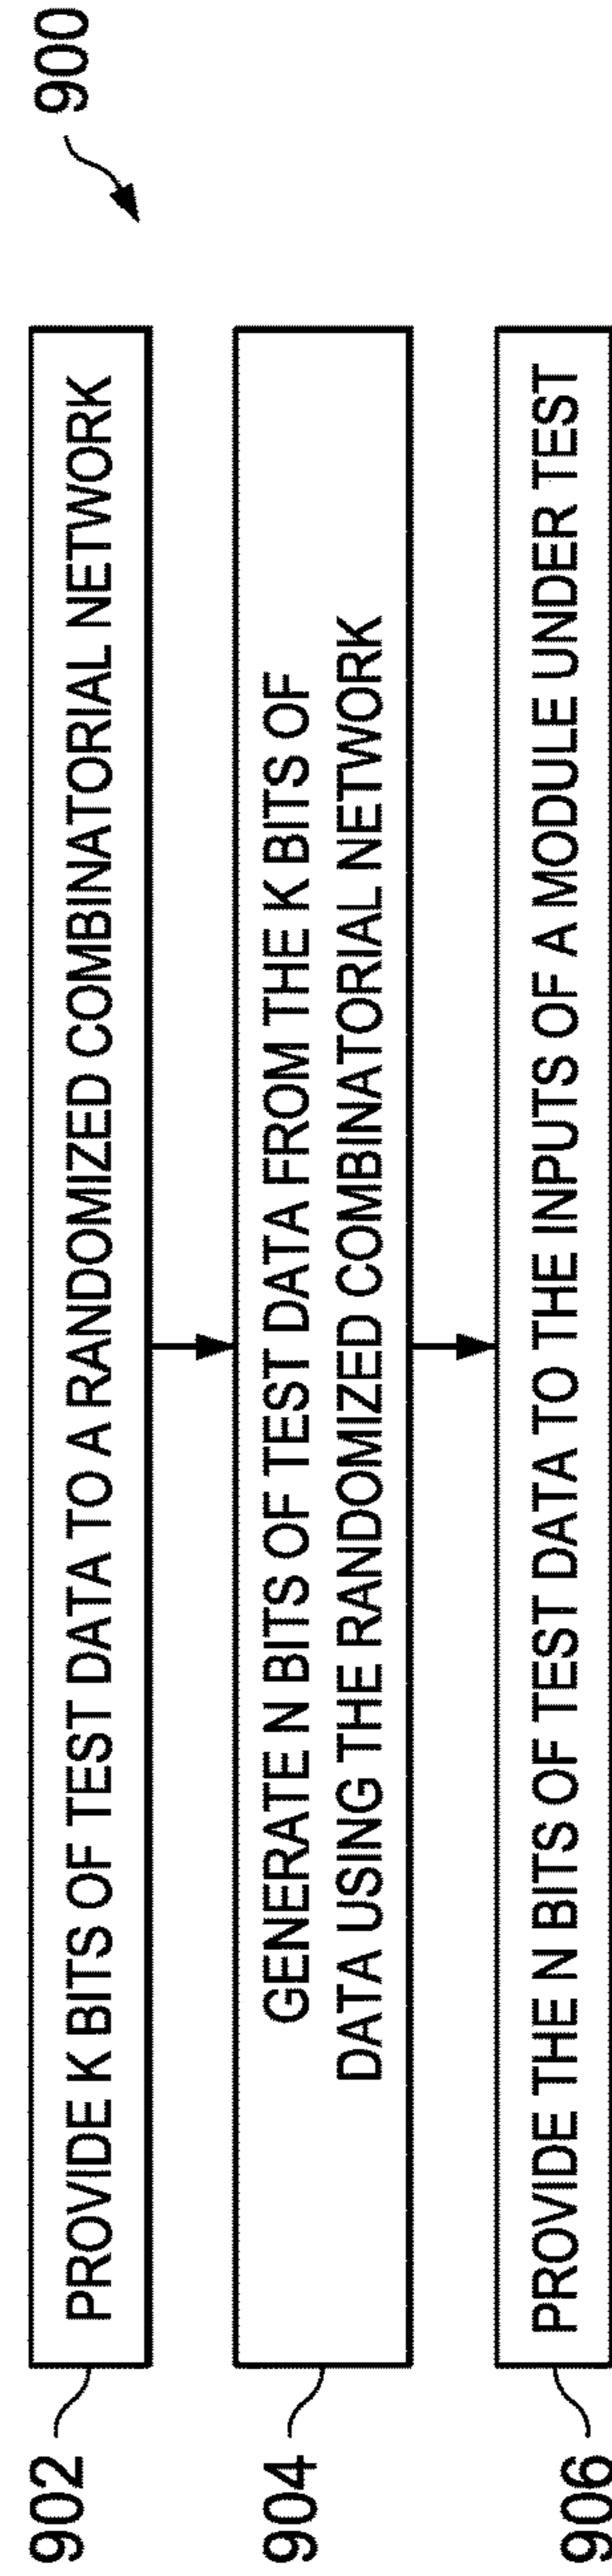 900
902
PROVIDE K BITS OF TEST DATA TO A RANDOMIZED COMBINATORIAL NETWORK
904
GENERATE N BITS OF TEST DATA FROM THE K BITS OF
DATA USING THE RANDOMIZED COMBINATORIAL NETWORK
906
PROVIDE THE N BITS OF TEST DATA TO THE INPUTS OF A MODULE UNDER TEST